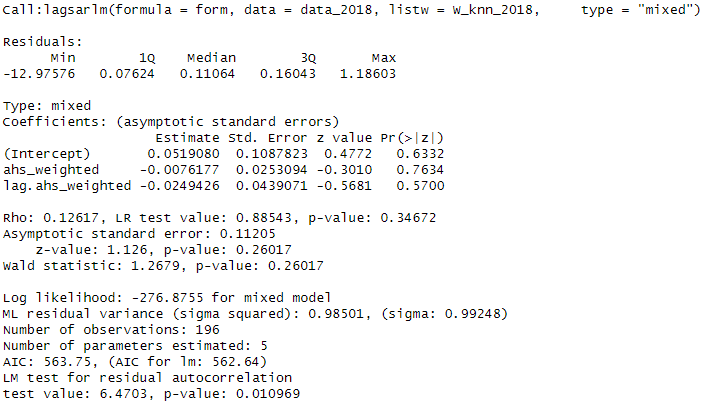 Call:lagsarlm(formula = form, data = data_2018, listw = W_knn_2018,     type = "mixed")
Residuals:
      Min        1Q    Median        3Q       Max
-12.97576   0.07624   0.11064   0.16043   1.18603
Type: mixed
Coefficients: (asymptotic standard errors)
                   Estimate Std. Error z value Pr(>|z|)
(Intercept)       0.0519080  0.1087823  0.4772   0.6332
ahs_weighted     -0.0076177  0.0253094 -0.3010   0.7634
lag.ahs_weighted -0.0249426  0.0439071 -0.5681   0.5700
Rho: 0.12617, LR test value: 0.88543, p-value: 0.34672
Asymptotic standard error: 0.11205
    z-value: 1.126, p-value: 0.26017
Wald statistic: 1.2679, p-value: 0.26017
Log likelihood: -276.8755 for mixed model
ML residual variance (sigma squared): 0.98501, (sigma: 0.99248)
Number of observations: 196
Number of parameters estimated: 5
AIC: 563.75, (AIC for lm: 562.64)
LM test for residual autocorrelation
test value: 6.4703, p-value: 0.010969